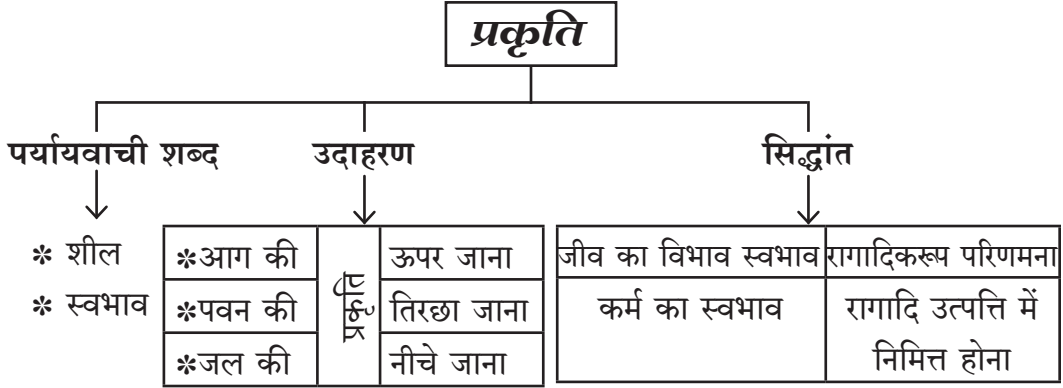 प्रकृति
पर्यायवाची शब्द
उदाहरण
सिद्धांत
* शील
* स्वभाव
*आग की
*पवन की
*जल की
प्रकृति
ऊपर जाना
तिरछा जाना
नीचे जाना
जीव का विभाव स्वभाव
रागादिकरूप परिणमना
कर्म का स्वभाव
रागादि उत्पत्ति में
निमित्त होना